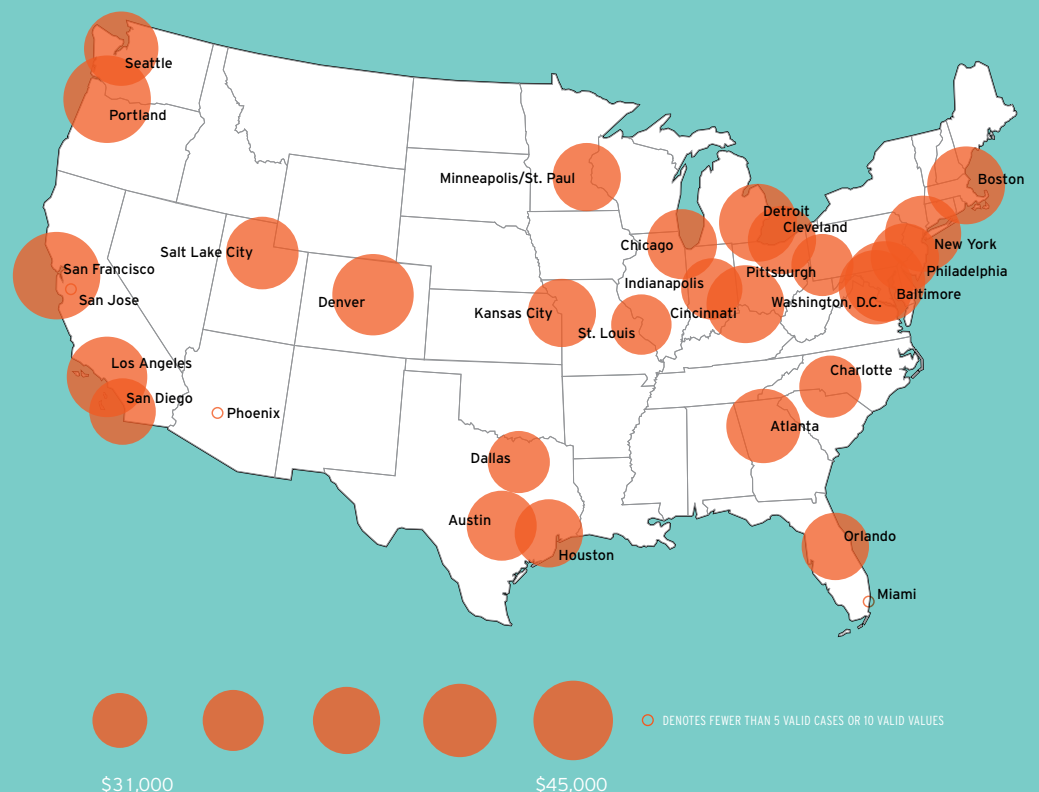 Seattle
Portland
Minneapolis/St. Paul
Boston
Detroit
Cleveland
Chicago
New York
Salt Lake City
San Francisco
Pittsburgh
Philadelphia
Indianapolis
San Jose
Denver
Baltimore
Washington, D.C.
Kansas City
Cincinnati
St. Louis
Los Angeles
Charlotte
San Diego
Phoenix
Atlanta
Dallas
Austin
Orlando
Houston
Miami
DENOTES FEWER THAN 5 VALID CASES OR 10 VALID VALUES
$31,000
$45,000